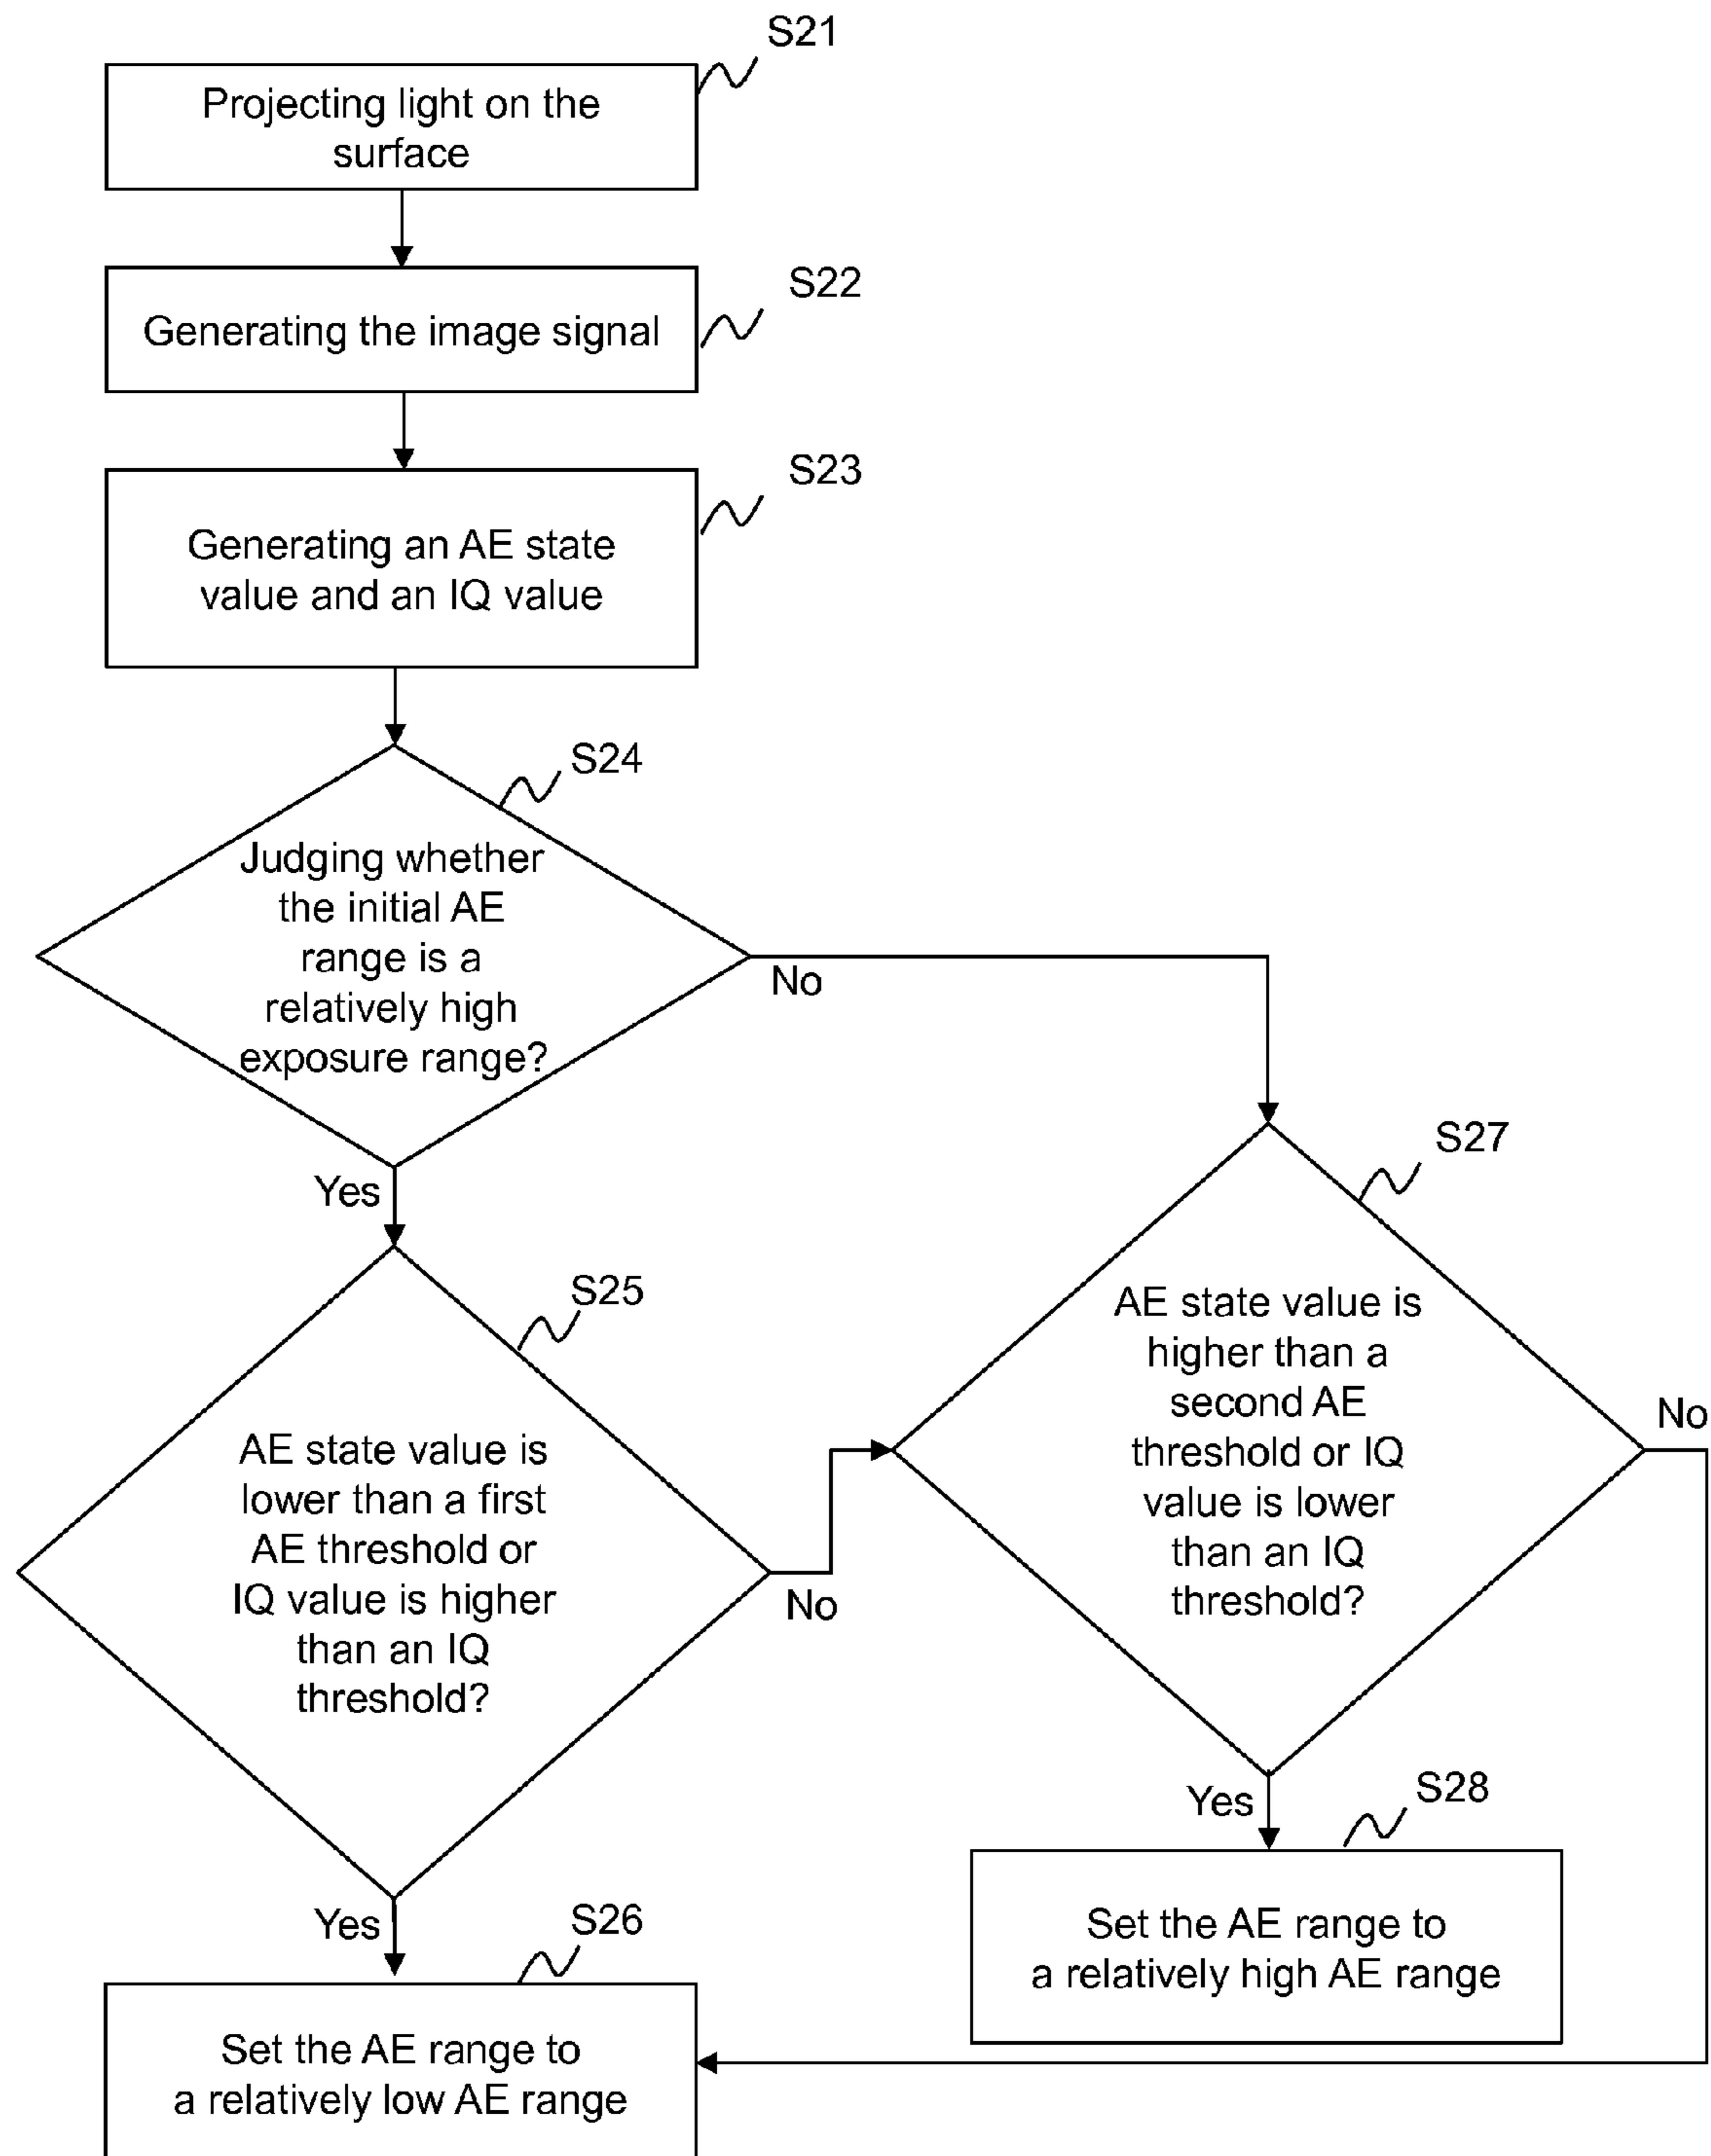 S21
Projecting light on the
surface
S22
Generating the image signal
S23
Generating an AE state
value and an IQ value
S24
Judging whether
the initial AE
range is a
relatively high
exposure range?
No
Yes
S25
AE state value is
lower than a first
AE threshold or
IQ value is higher
than an IQ
threshold?
No
Yes
S27
AE state value is
higher than a
second AE
threshold or IQ
value is lower
than an IQ
threshold?
No
Yes
S28
Set the AE range to
a relatively high AE range
S26
Set the AE range to
a relatively low AE range